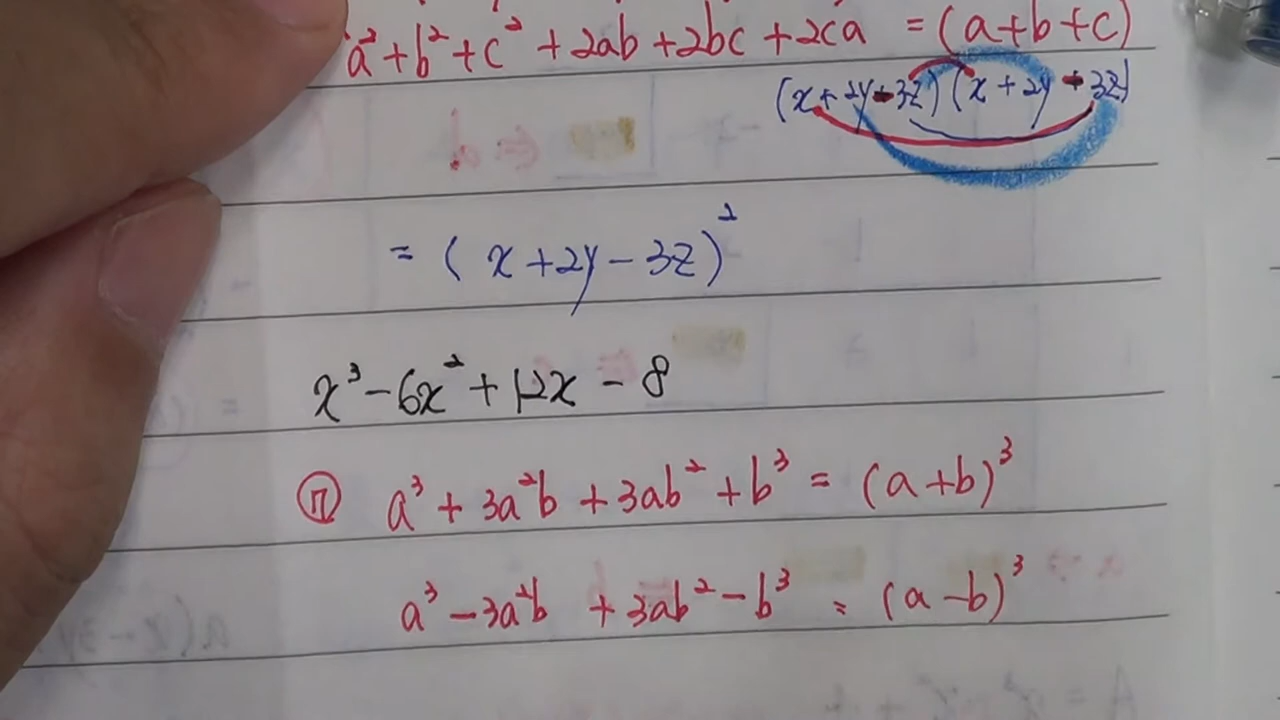 a² + b² + c² + 2ab + 2bc + 2ca = (a+b+c)
(x+2y-3z)(x+2y-3z)
= (x+2y-3z)²
x³-6x²+12x-8
ㄲ a³ + 3a²b + 3ab² + b³ = (a+b)³
a³ - 3a²b + 3ab² - b³ = (a-b)³